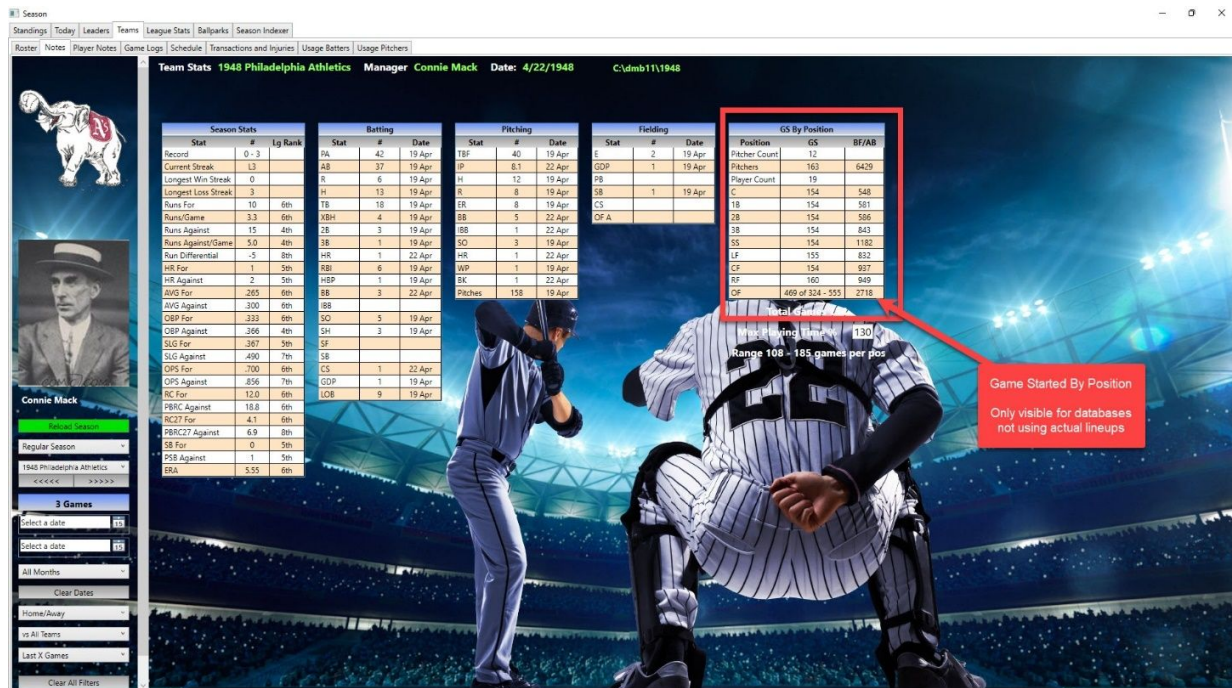 Season
Standings Today Leaders Teams League Stats Ballparks Season Indexer
Roster Notes Player Notes Game Logs Schedule Transactions and Injuries Usage Batters Usage Pitchers
Team Stats 1948 Philadelphia Athletics Manager Connie Mack Date: 4/22/1948 C:\dmb11\1948
A's
Connie Mack
Reload Season
Regular Season
1948 Philadelphia Athletics
<<<<< >>>>>
3 Games
Select a date 15
Select a date 15
All Months
Clear Dates
Home/Away
vs All Teams
Last X Games
Clear All Filters
Season Stats
Stat # Lg Rank
Record 0 - 3
Current Streak L3
Longest Win Streak 0
Longest Loss Streak 3
Runs For 10 6th
Runs/Game 3.3 6th
Runs Against 15 4th
Runs Against/Game 5.0 4th
Run Differential -5 8th
HR For 1 5th
HR Against 2 5th
AVG For .265 6th
AVG Against .300 6th
OBP For .333 6th
OBP Against .366 4th
SLG For .367 5th
SLG Against .490 7th
OPS For .700 6th
OPS Against .856 7th
RC For 12.0 6th
PBRC Against 18.8 6th
RC27 For 4.1 6th
PBRC27 Against 6.9 8th
SB For 0 5th
PSB Against 1 5th
ERA 5.55 6th
Batting
Stat # Date
PA 42 19 Apr
AB 37 19 Apr
R 6 19 Apr
H 13 19 Apr
TB 18 19 Apr
XBH 4 19 Apr
2B 3 19 Apr
3B 1 19 Apr
HR 1 22 Apr
RBI 6 19 Apr
HBP 1 19 Apr
BB 3 22 Apr
IBB
SO 5 19 Apr
SH 3 19 Apr
SF
SB
CS 1 22 Apr
GDP 1 19 Apr
LOB 9 19 Apr
Pitching
Stat # Date
TBF 40 19 Apr
IP 8.1 22 Apr
H 12 19 Apr
R 8 19 Apr
ER 8 19 Apr
BB 5 22 Apr
IBB 1 22 Apr
SO 3 19 Apr
HR 1 22 Apr
WP 1 19 Apr
BK 1 22 Apr
Pitches 158 19 Apr
Fielding
Stat # Date
E 2 19 Apr
GDP 1 19 Apr
PB
SB 1 19 Apr
CS
OF A
GS By Position
Position GS BF/AB
Pitcher Count 12
Pitchers 163 6429
Player Count 19
C 154 548
1B 154 581
2B 154 586
3B 154 843
SS 154 1182
LF 155 832
CF 154 937
RF 160 949
OF 469 of 324 - 555 2718
Total Games
Max Playing Time % 130
Range 108 - 185 games per pos
22
Game Started By Position
Only visible for databases
not using actual lineups